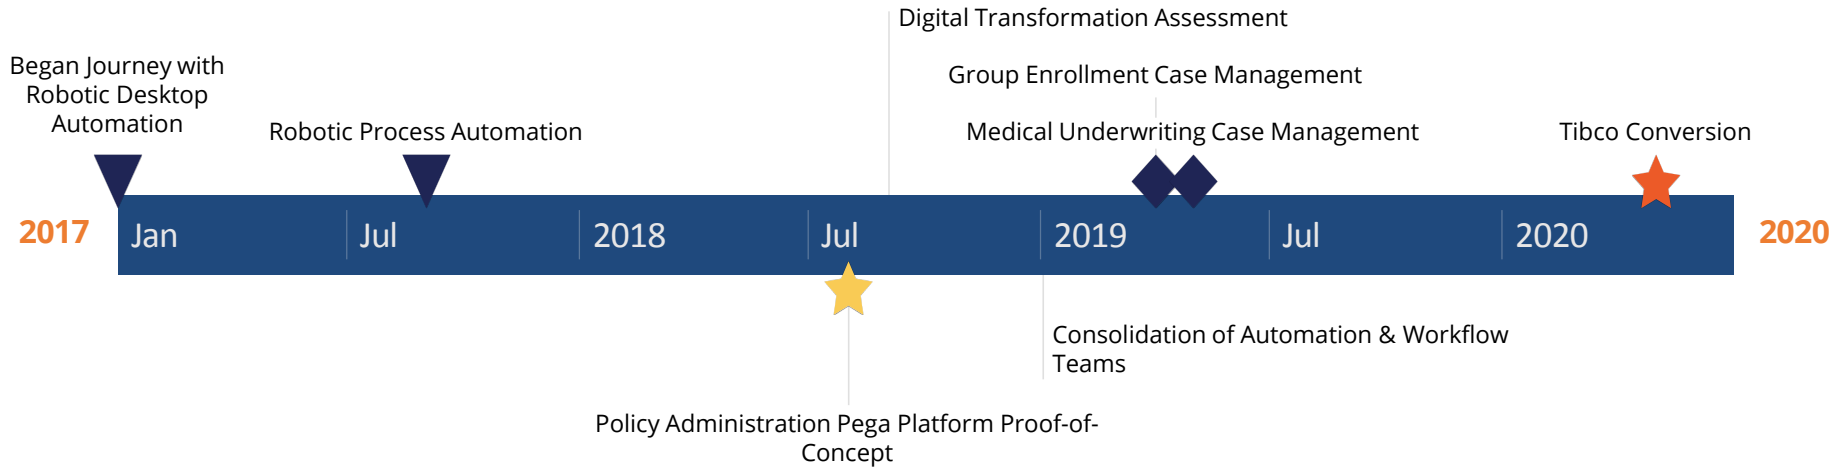 Digital Transformation Assessment
Began Journey with
Robotic Desktop
Automation
Group Enrollment Case Management
Robotic Process Automation
Medical Underwriting Case Management
Tibco Conversion
2017
Jan
Jul
2018
Jul
2019
Jul
2020
2020
Consolidation of Automation & Workflow
Teams
Policy Administration Pega Platform Proof-of-
Concept